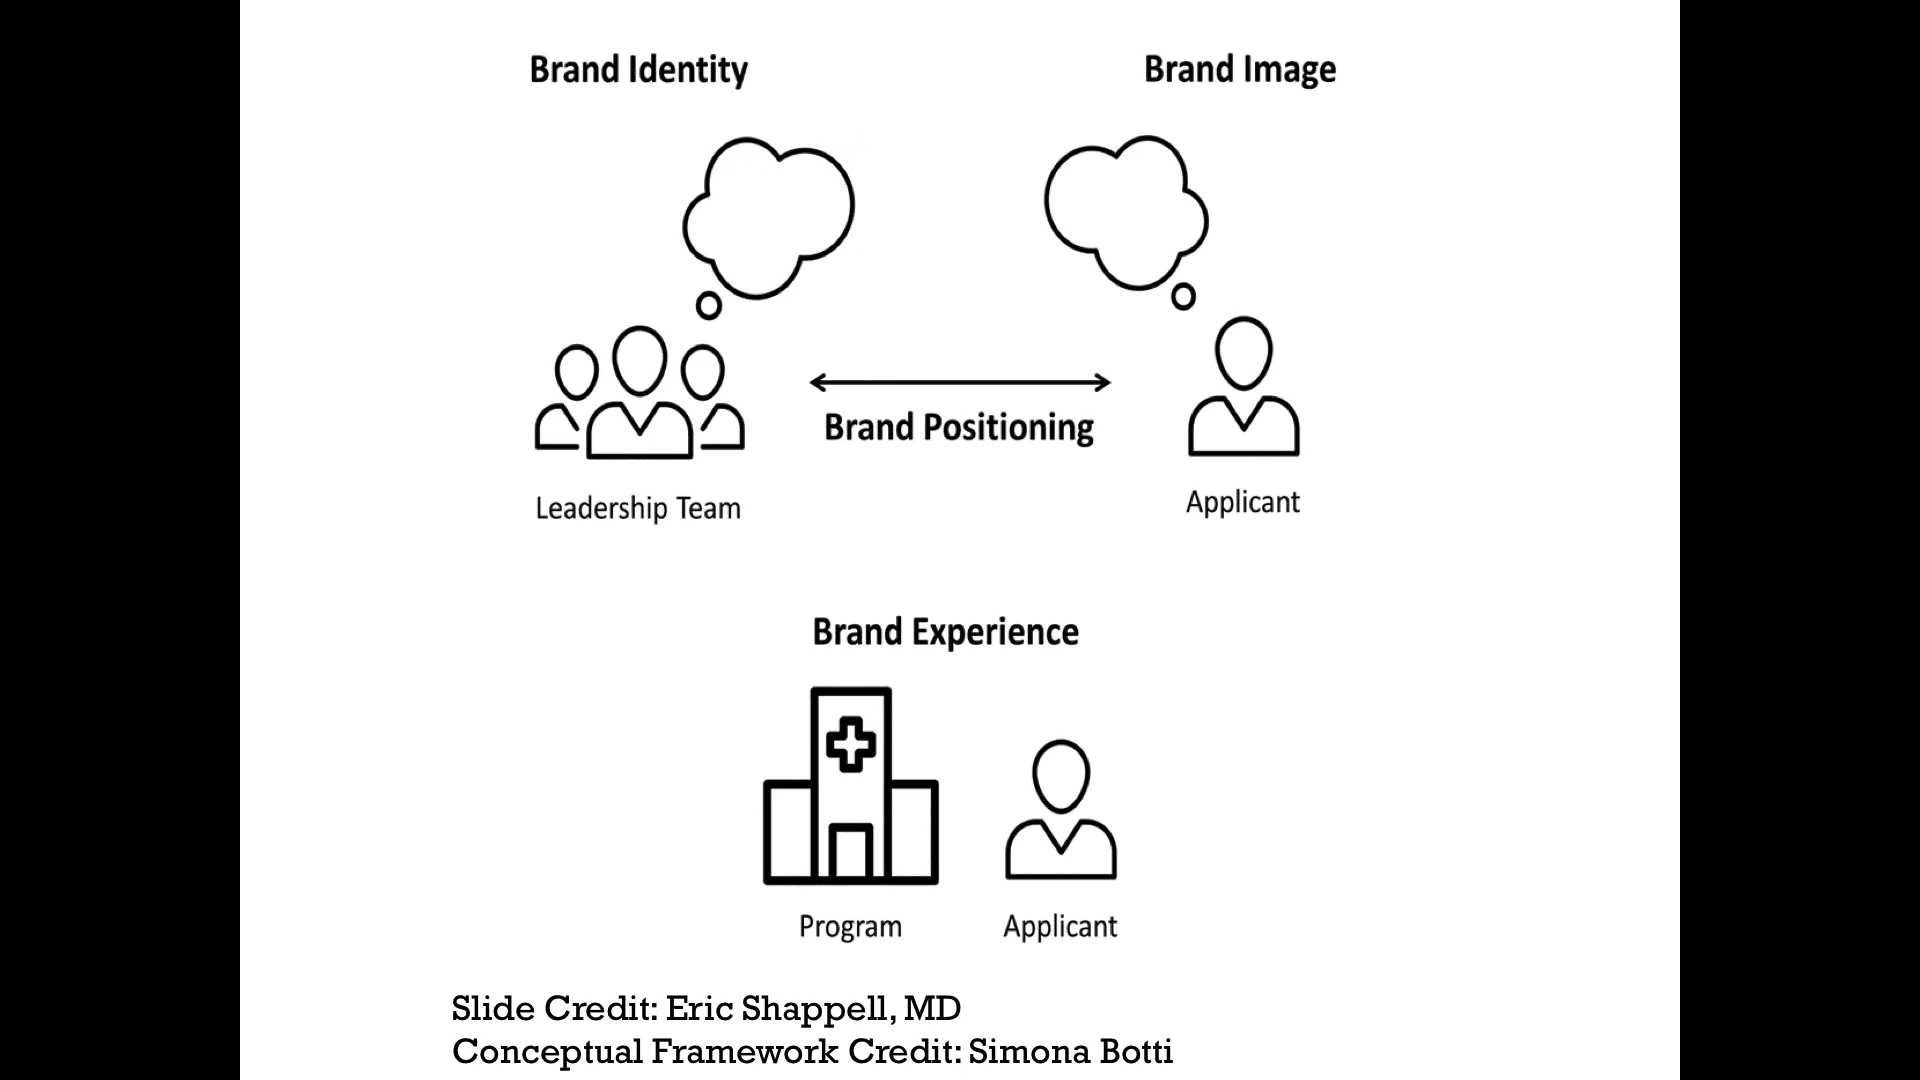 Brand Identity
Brand Image
Brand Positioning
Leadership Team
Applicant
Brand Experience
Program
Applicant
Slide Credit: Eric Shappell, MD
Conceptual Framework Credit: Simona Botti